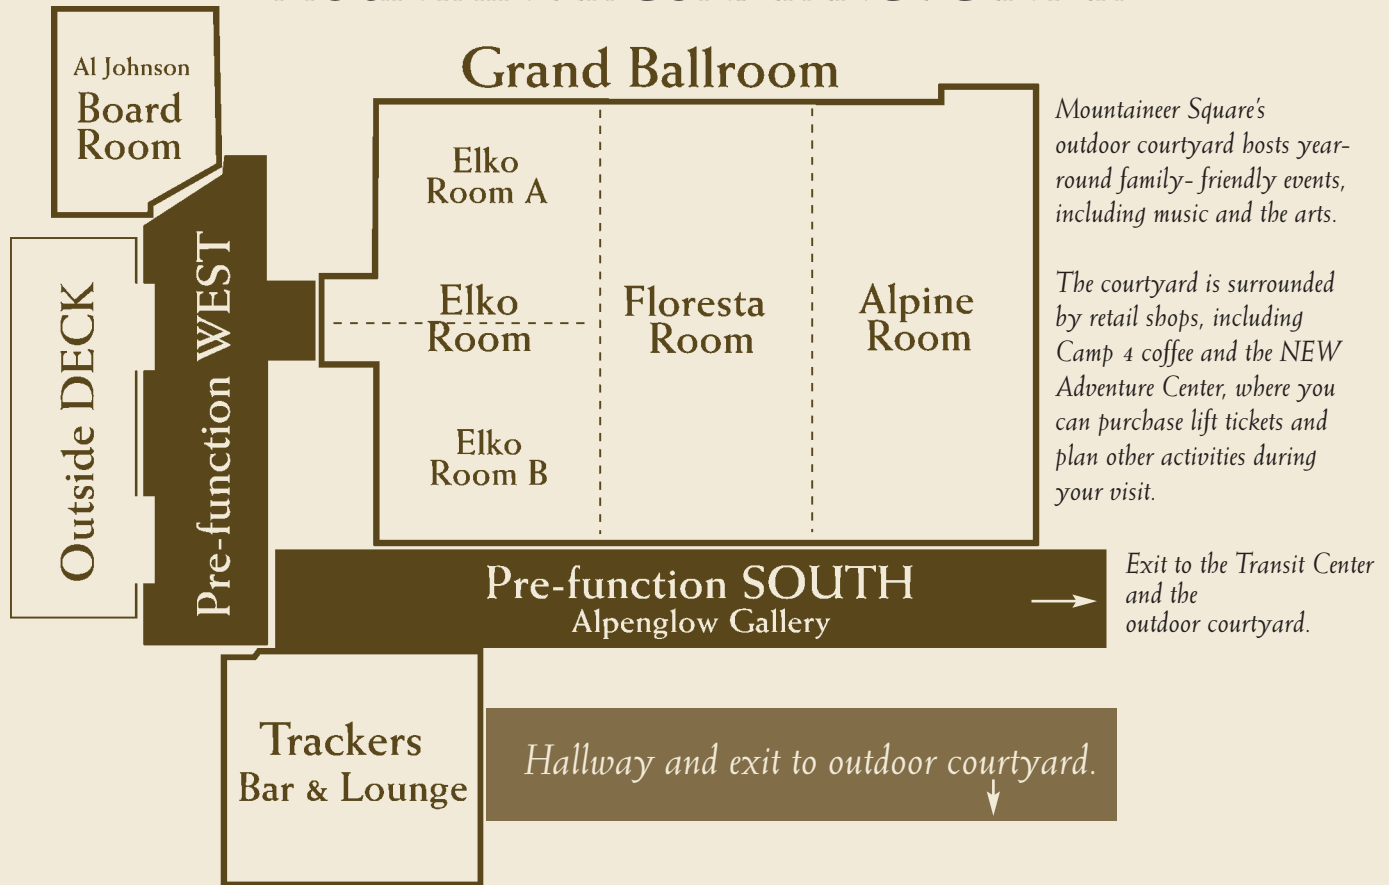 Al Johnson
Board
Room
Grand Ballroom
Elko
Room A
Elko
Room
Elko
Room B
Floresta
Room
Alpine
Room
Mountaineer Square's
outdoor courtyard hosts year-
round family- friendly events,
including music and the arts.
The courtyard is surrounded
by retail shops, including
Camp 4 coffee and the NEW
Adventure Center, where you
can purchase lift tickets and
plan other activities during
your visit.
Outside DECK
Pre-function WEST
Pre-function SOUTH
Alpenglow Gallery
Exit to the Transit Center
and the
outdoor courtyard.
Trackers
Bar & Lounge
Hallway and exit to outdoor courtyard.